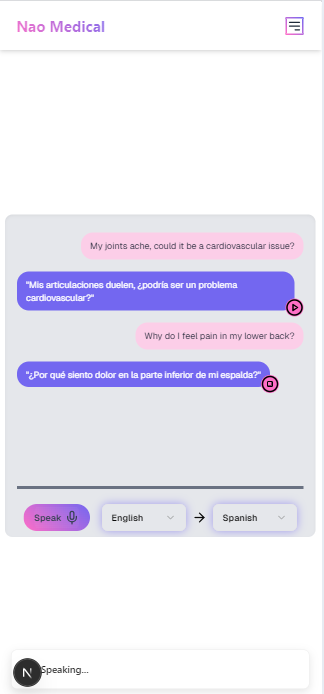 Nao Medical
My joints ache, could it be a cardiovascular issue?
"Mis articulaciones duelen, ¿podría ser un problema
cardiovascular?"
Why do I feel pain in my lower back?
"¿Por qué siento dolor en la parte inferior de mi espalda?"
Speak
English
Spanish
N
Speaking...